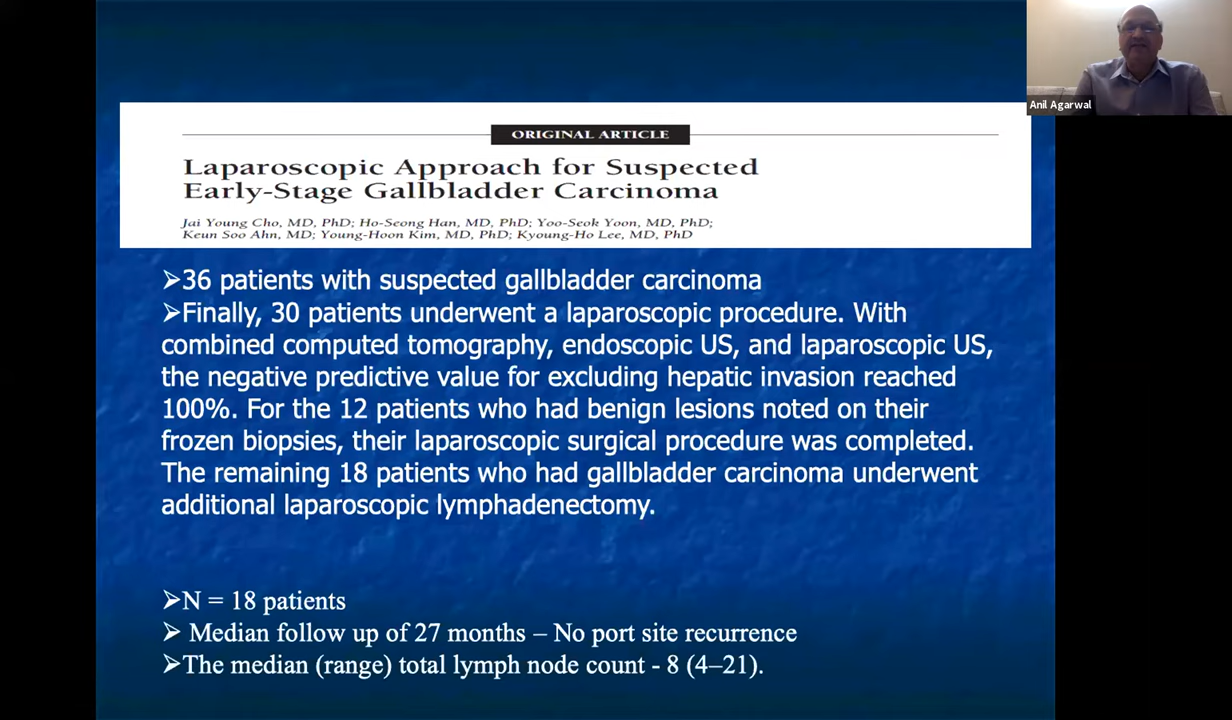 Anil Agarwal
ORIGINAL ARTICLE
Laparoscopic Approach for Suspected
Early-Stage Gallbladder Carcinoma
Jai Young Cho, MD, PhD; Ho-Seong Han, MD, PhD; Yoo-Seok Yoon, MD, PhD;
Keun Soo Ahn, MD; Young-Hoon Kim, MD, PhD; Kyoung-Ho Lee, MD, PhD
➢36 patients with suspected gallbladder carcinoma
➢Finally, 30 patients underwent a laparoscopic procedure. With
combined computed tomography, endoscopic US, and laparoscopic US,
the negative predictive value for excluding hepatic invasion reached
100%. For the 12 patients who had benign lesions noted on their
frozen biopsies, their laparoscopic surgical procedure was completed.
The remaining 18 patients who had gallbladder carcinoma underwent
additional laparoscopic lymphadenectomy.
➢N = 18 patients
➢ Median follow up of 27 months – No port site recurrence
➢The median (range) total lymph node count - 8 (4–21).